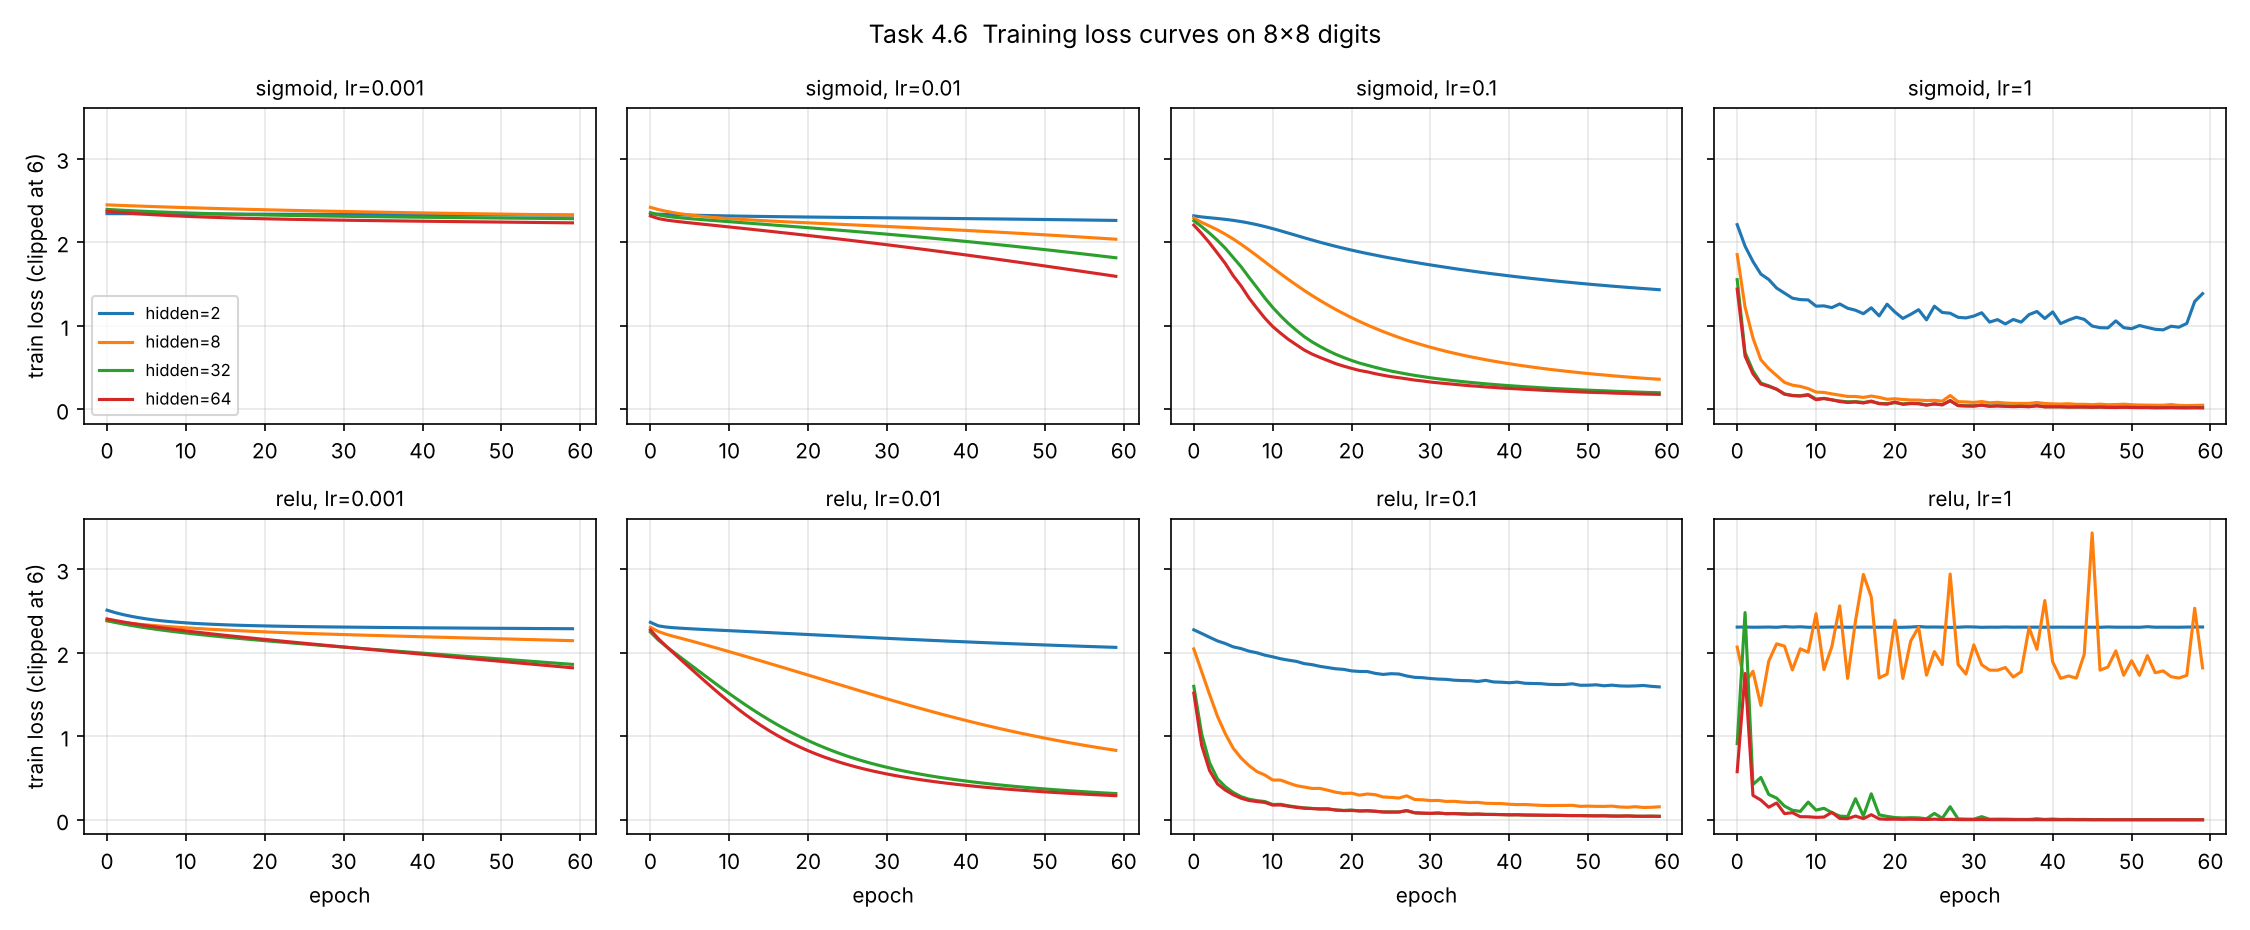 Task 4.6  Training loss curves on 8×8 digits
sigmoid, lr=0.001
sigmoid, lr=0.01
sigmoid, lr=0.1
sigmoid, lr=1
train loss (clipped at 6)
3
2
1
0
hidden=2
hidden=8
hidden=32
hidden=64
0 10 20 30 40 50 60
0 10 20 30 40 50 60
0 10 20 30 40 50 60
0 10 20 30 40 50 60
relu, lr=0.001
relu, lr=0.01
relu, lr=0.1
relu, lr=1
train loss (clipped at 6)
3
2
1
0
0 10 20 30 40 50 60
0 10 20 30 40 50 60
0 10 20 30 40 50 60
0 10 20 30 40 50 60
epoch
epoch
epoch
epoch